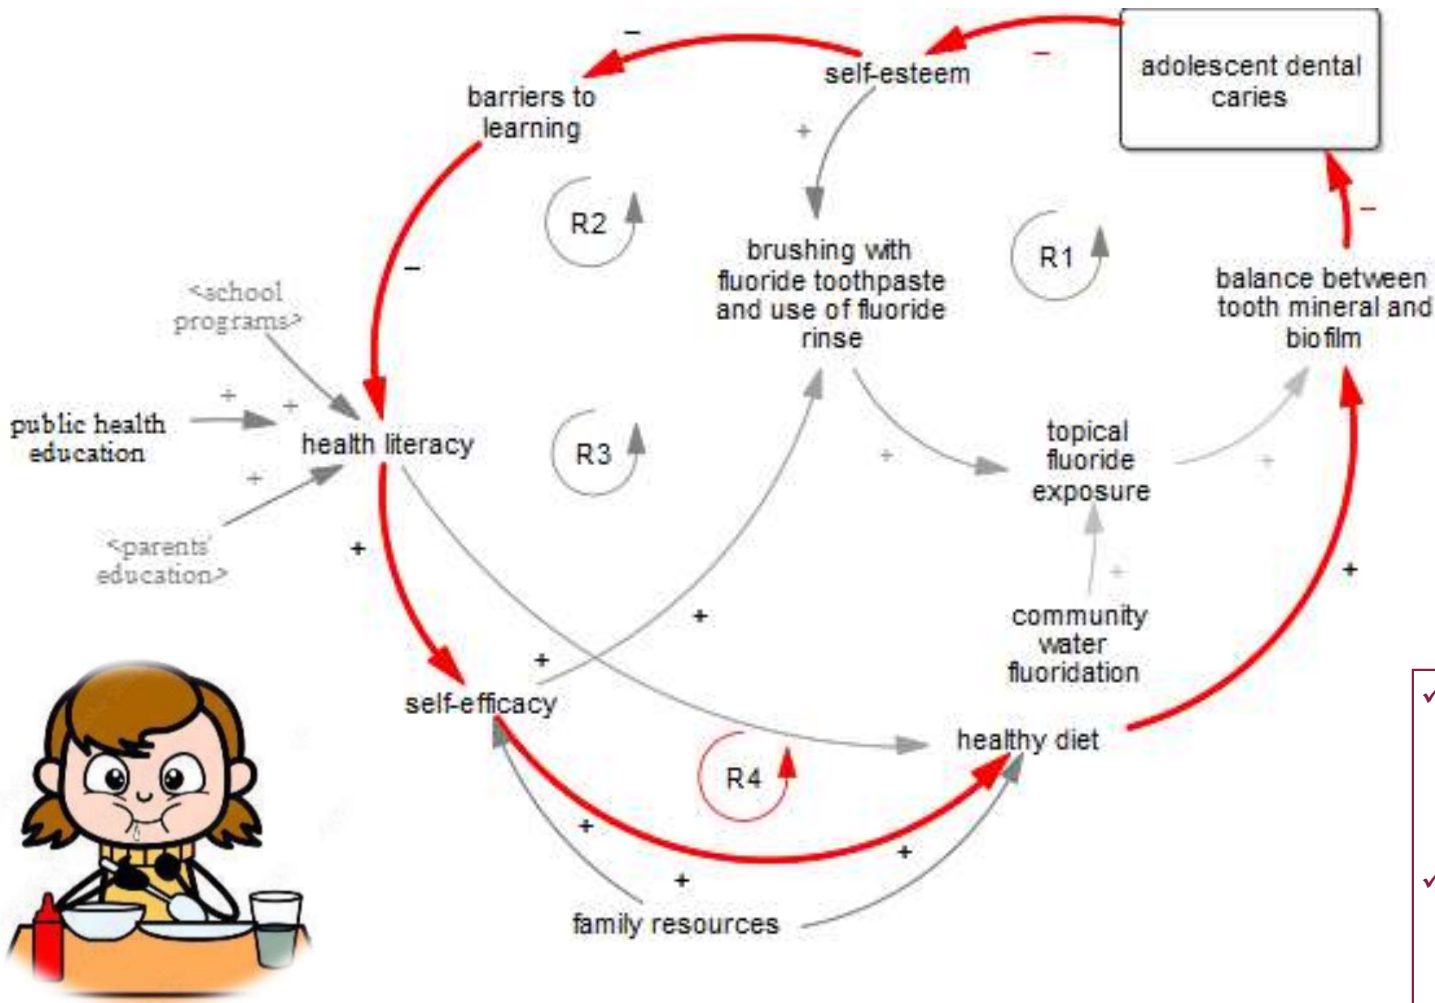 adolescent dental
caries
self-esteem
barriers to
learning
–
–
+
–
–
R2
R1
brushing with
fluoride toothpaste
and use of fluoride
rinse
balance between
tooth mineral and
biofilm
<school
programs>
+
+
public health
education
health literacy
+
R3
+
topical
fluoride
exposure
+
<parents'
education>
+
+
+
+
+
community
water
fluoridation
self-efficacy
healthy diet
R4
+
+
+
family resources
✓
✓